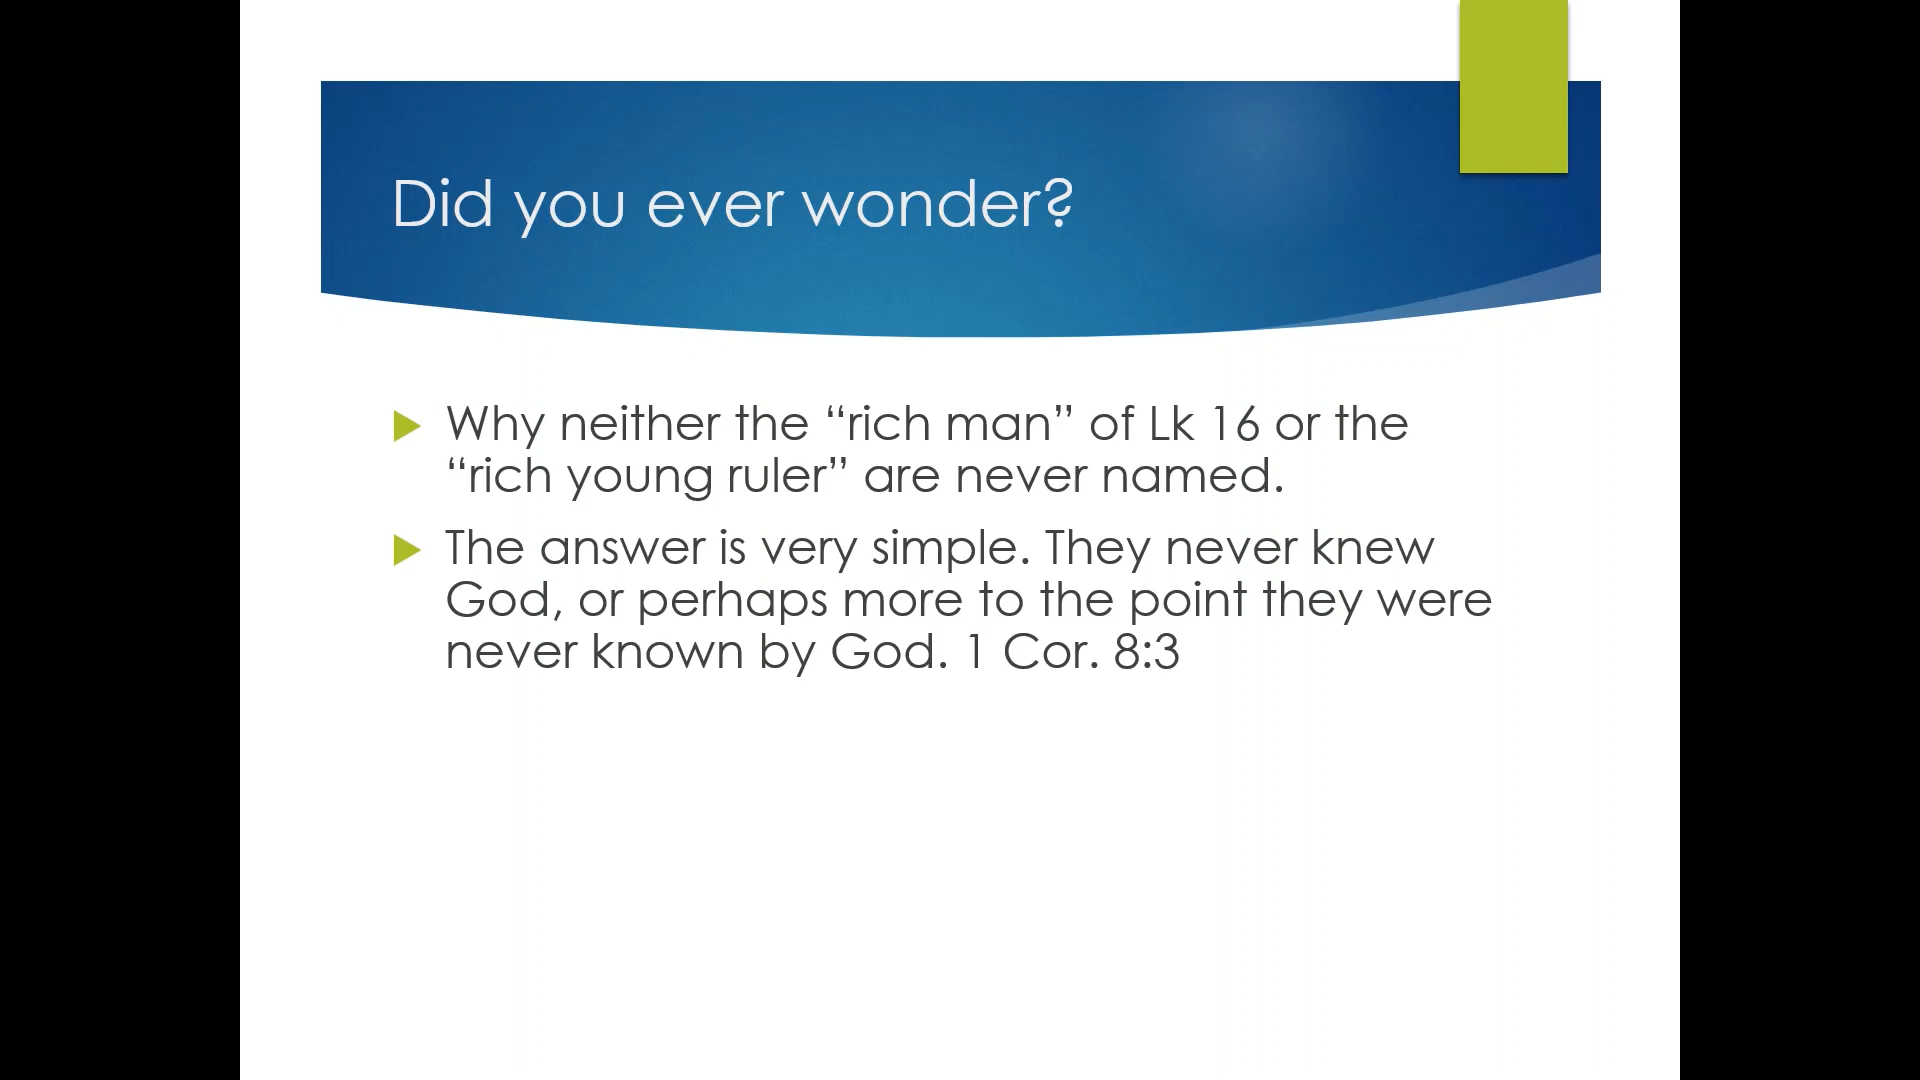 Did you ever wonder?
Why neither the “rich man” of Lk 16 or the
“rich young ruler” are never named.
The answer is very simple. They never knew
God, or perhaps more to the point they were
never known by God. 1 Cor. 8:3